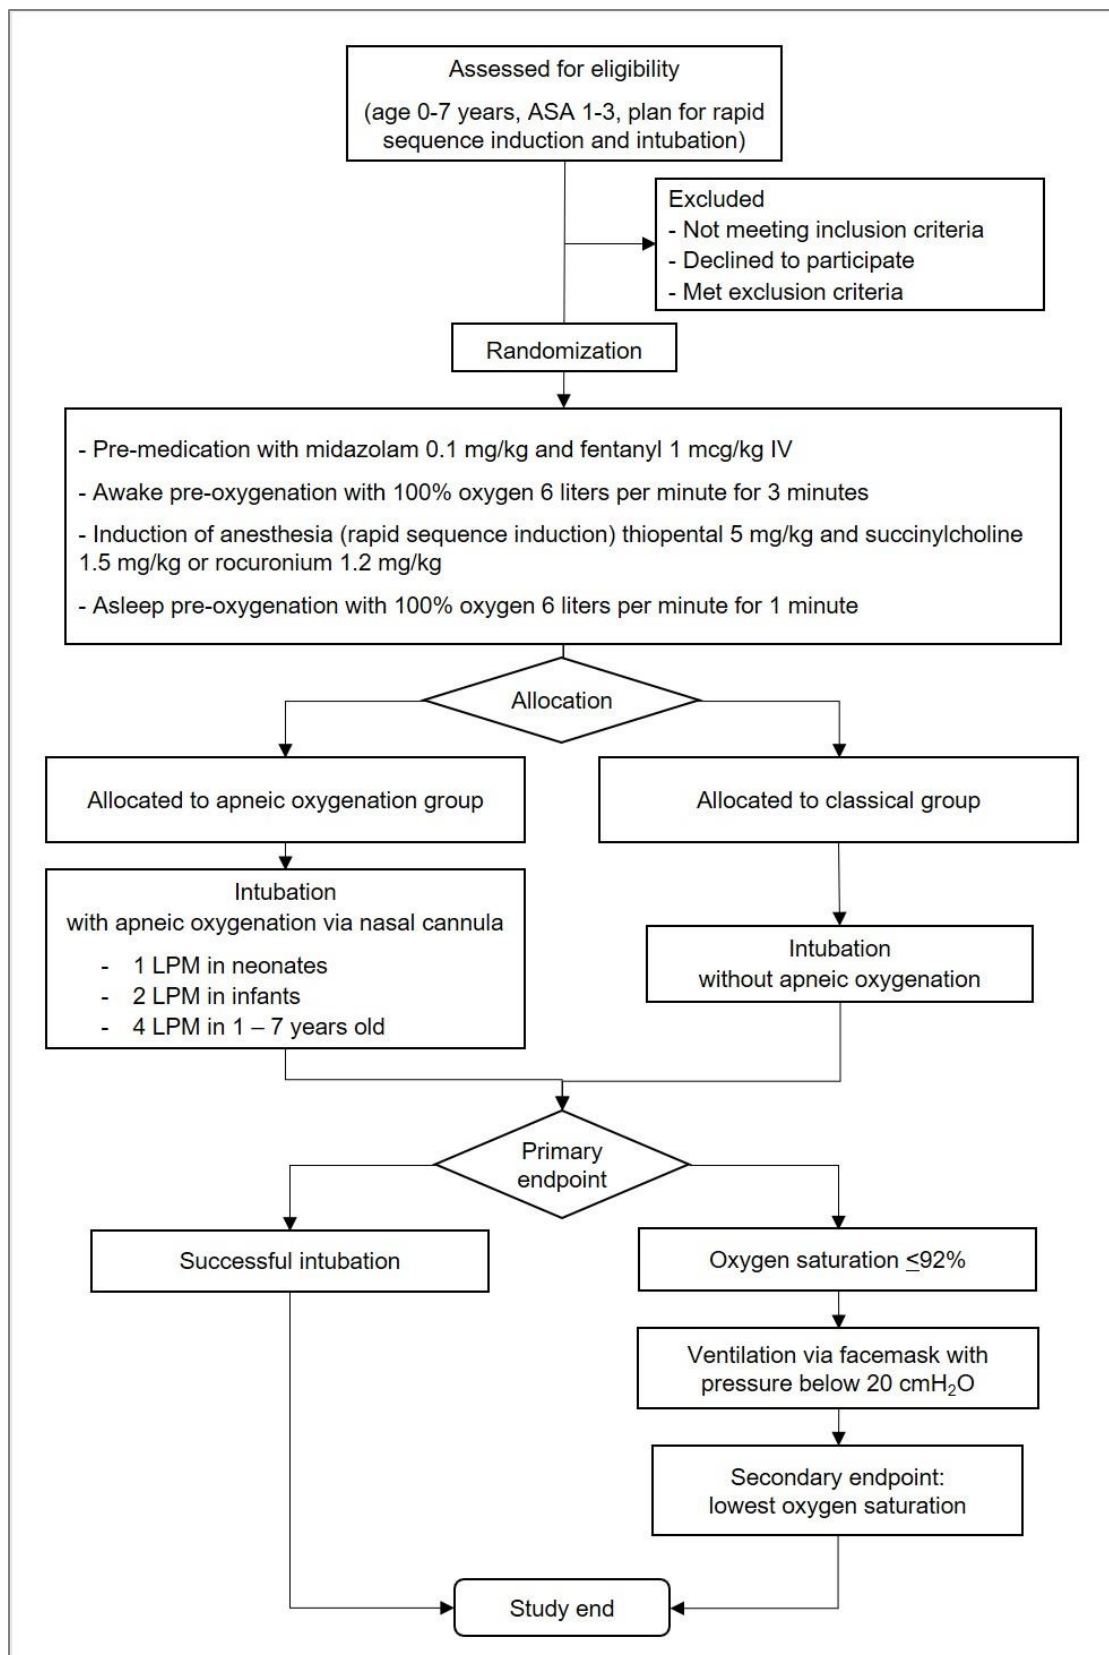 Assessed for eligibility
(age 0-7 years, ASA 1-3, plan for rapid
sequence induction and intubation)
Excluded
- Not meeting inclusion criteria
- Declined to participate
- Met exclusion criteria
Randomization
- Pre-medication with midazolam 0.1 mg/kg and fentanyl 1 mcg/kg IV
- Awake pre-oxygenation with 100% oxygen 6 liters per minute for 3 minutes
- Induction of anesthesia (rapid sequence induction) thiopental 5 mg/kg and succinylcholine
1.5 mg/kg or rocuronium 1.2 mg/kg
- Asleep pre-oxygenation with 100% oxygen 6 liters per minute for 1 minute
Allocation
Allocated to apneic oxygenation group
Allocated to classical group
Intubation
with apneic oxygenation via nasal cannula
- 1 LPM in neonates
- 2 LPM in infants
- 4 LPM in 1 – 7 years old
Intubation
without apneic oxygenation
Primary
endpoint
Successful intubation
Oxygen saturation ≤92%
Ventilation via facemask with
pressure below 20 cmH₂O
Secondary endpoint:
lowest oxygen saturation
Study end